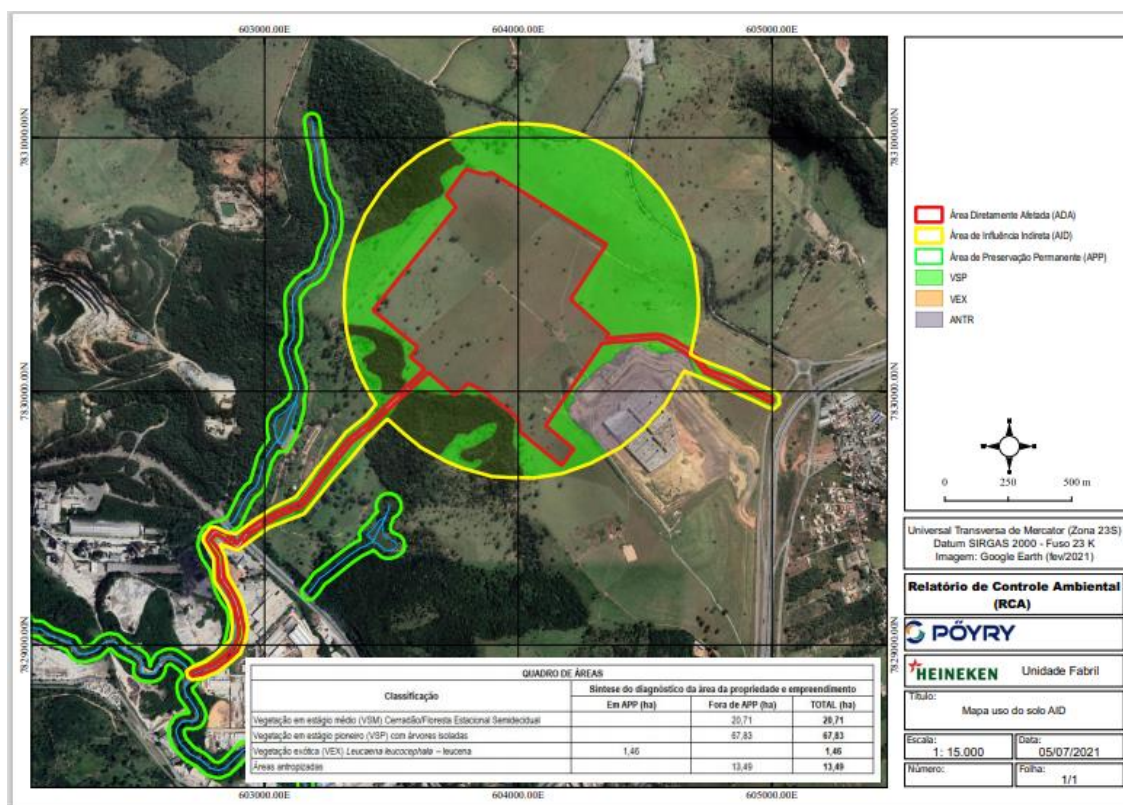 603000.00E 604000.00E 605000.00E
7831000.00N 7831000.00N
7830000.00N 7830000.00N
7829000.00N 7829000.00N
Área Diretamente Afetada (ADA)
Área de Influência Indireta (AID)
Área de Preservação Permanente (APP)
VSP
VEX
ANTR
0 250 500 m
Universal Transversa de Mercator (Zona 23S)
Datum SIRGAS 2000 - Fuso 23 K
Imagem: Google Earth (fev/2021)
Relatório de Controle Ambiental
(RCA)
PÖYRY
HEINEKEN Unidade Fabril
Título:
Mapa uso do solo AID
Escala: Data:
1: 15.000 05/07/2021
Número: Folha:
1/1
QUADRO DE ÁREAS
Classificação Síntese do diagnóstico da área da propriedade e empreendimento
Em APP (ha) Fora de APP (ha) TOTAL (ha)
Vegetação em estágio médio (VSM) Cerradão/Floresta Estacional Semidecidual 20,71 20,71
Vegetação em estágio pioneiro (VSP) com árvores isoladas 67,83 67,83
Vegetação exótica (VEX) Leucaena leucocephala – leucena 1,46 1,46
Áreas antropizadas 13,49 13,49
603000.00E 604000.00E 605000.00E